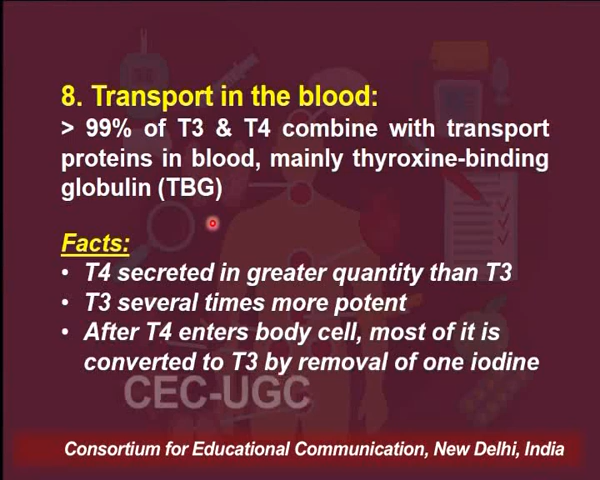 8. Transport in the blood:
> 99% of T3 & T4 combine with transport
proteins in blood, mainly thyroxine-binding
globulin (TBG)
Facts:
• T4 secreted in greater quantity than T3
• T3 several times more potent
• After T4 enters body cell, most of it is
converted to T3 by removal of one iodine
CEC-UGC
Consortium for Educational Communication, New Delhi, India